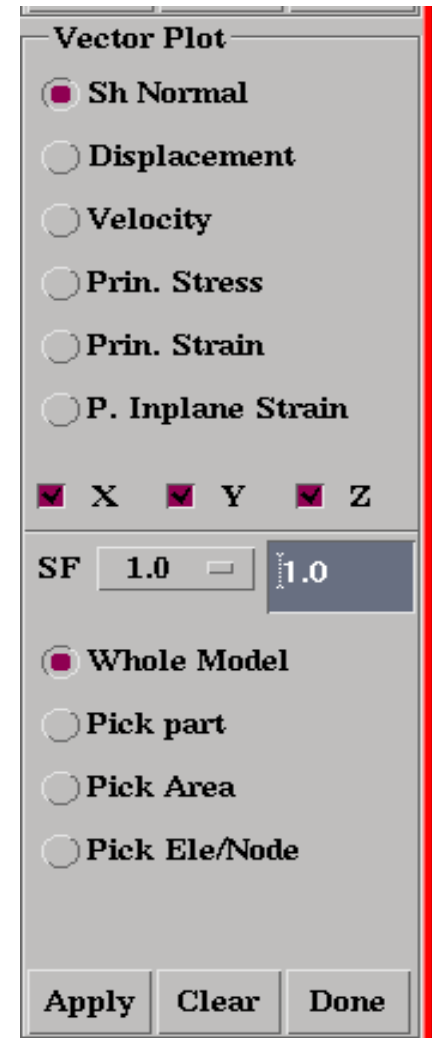 Vector Plot
Sh Normal
Displacement
Velocity
Prin. Stress
Prin. Strain
P. Inplane Strain
X Y Z
SF 1.0 1.0
Whole Model
Pick part
Pick Area
Pick Ele/Node
Apply Clear Done